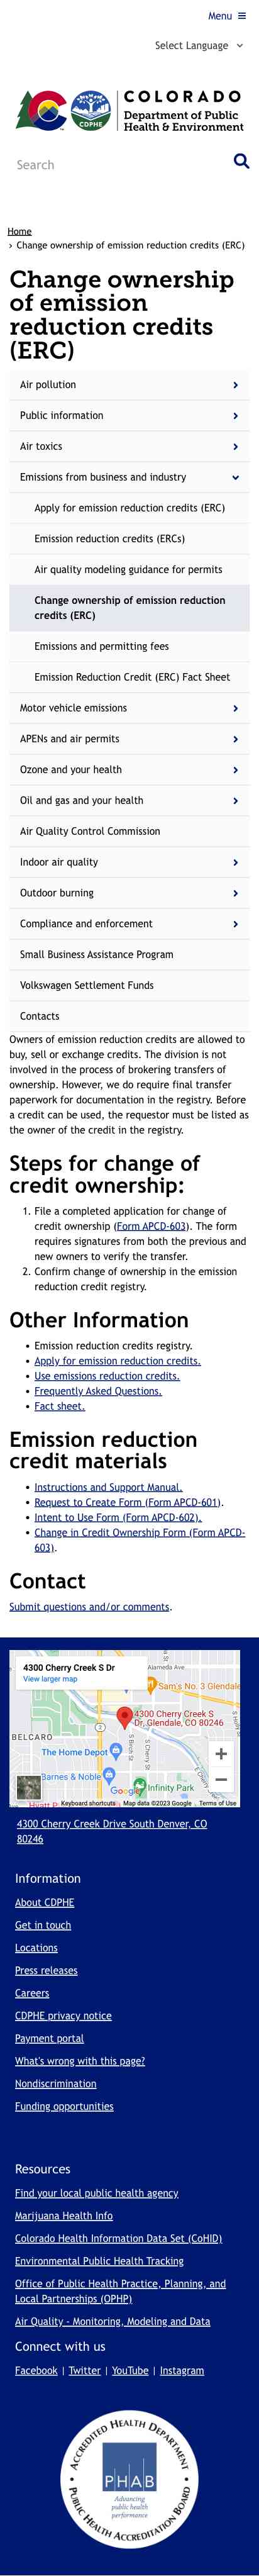 Menu
Select Language
COLORADO
Department of Public
Health & Environment
CDPHE
Search
Home
› Change ownership of emission reduction credits (ERC)
Change ownership
of emission
reduction credits
(ERC)
Air pollution
Public information
Air toxics
Emissions from business and industry
Apply for emission reduction credits (ERC)
Emission reduction credits (ERCs)
Air quality modeling guidance for permits
Change ownership of emission reduction
credits (ERC)
Emissions and permitting fees
Emission Reduction Credit (ERC) Fact Sheet
Motor vehicle emissions
APENs and air permits
Ozone and your health
Oil and gas and your health
Air Quality Control Commission
Indoor air quality
Outdoor burning
Compliance and enforcement
Small Business Assistance Program
Volkswagen Settlement Funds
Contacts
Owners of emission reduction credits are allowed to
buy, sell or exchange credits. The division is not
involved in the process of brokering transfers of
ownership. However, we do require final transfer
paperwork for documentation in the registry. Before
a credit can be used, the requestor must be listed as
the owner of the credit in the registry.
Steps for change of
credit ownership:
1. File a completed application for change of
credit ownership (Form APCD-603). The form
requires signatures from both the previous and
new owners to verify the transfer.
2. Confirm change of ownership in the emission
reduction credit registry.
Other Information
• Emission reduction credits registry.
• Apply for emission reduction credits.
• Use emissions reduction credits.
• Frequently Asked Questions.
• Fact sheet.
Emission reduction
credit materials
• Instructions and Support Manual.
• Request to Create Form (Form APCD-601).
• Intent to Use Form (Form APCD-602).
• Change in Credit Ownership Form (Form APCD-
603).
Contact
Submit questions and/or comments.
4300 Cherry Creek S Dr
View larger map
Alameda Ave
Sam's No. 3 Glendale
4300 Cherry Creek S
Dr, Glendale, CO 80246
2
BELCARO
The Home Depot
S Birch St
Cherry St
Barnes & Noble
Google
Infinity Park
Hyatt P
Keyboard shortcuts
Map data ©2023 Google
Terms of Use
4300 Cherry Creek Drive South Denver, CO
80246
Information
About CDPHE
Get in touch
Locations
Press releases
Careers
CDPHE privacy notice
Payment portal
What's wrong with this page?
Nondiscrimination
Funding opportunities
Resources
Find your local public health agency
Marijuana Health Info
Colorado Health Information Data Set (CoHID)
Environmental Public Health Tracking
Office of Public Health Practice, Planning, and
Local Partnerships (OPHP)
Air Quality - Monitoring, Modeling and Data
Connect with us
Facebook | Twitter | YouTube | Instagram
ACCREDITED HEALTH DEPARTMENT
PHAB
Advancing
public health
performance
PUBLIC HEALTH ACCREDITATION BOARD